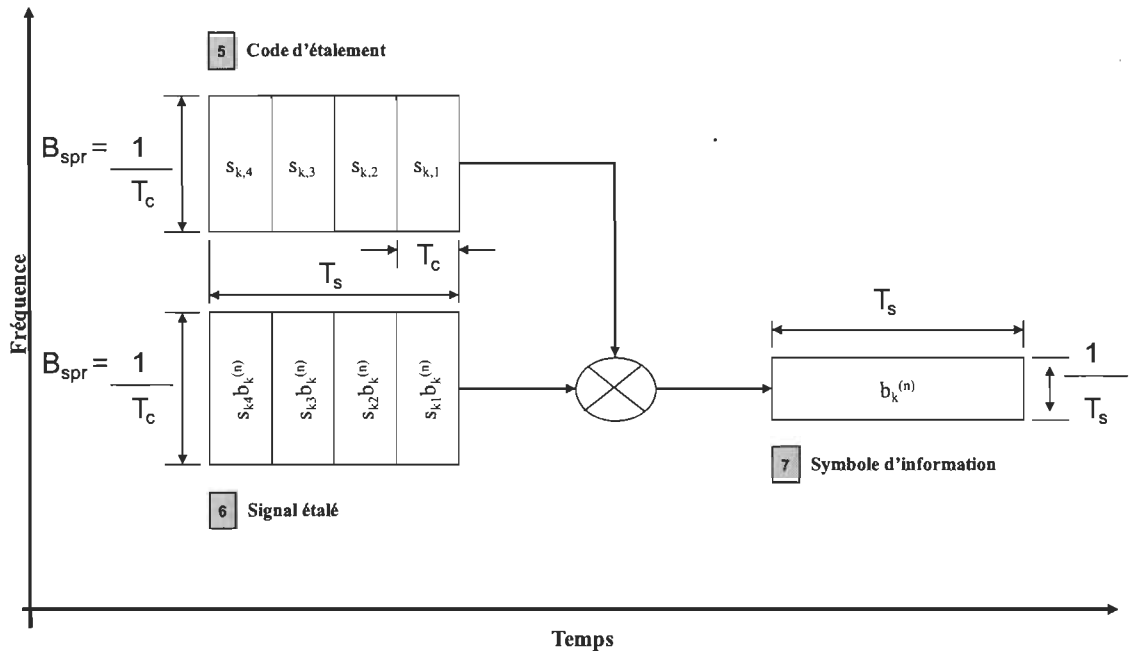 5 Code d'étalement
B_spr = 1 / T_c
s_k,4 s_k,3 s_k,2 s_k,1
T_c
T_s
Fréquence
B_spr = 1 / T_c
s_k4 b_k^(n) s_k3 b_k^(n) s_k2 b_k^(n) s_k1 b_k^(n)
T_s
b_k^(n)
1 / T_s
7 Symbole d'information
6 Signal étalé
Temps